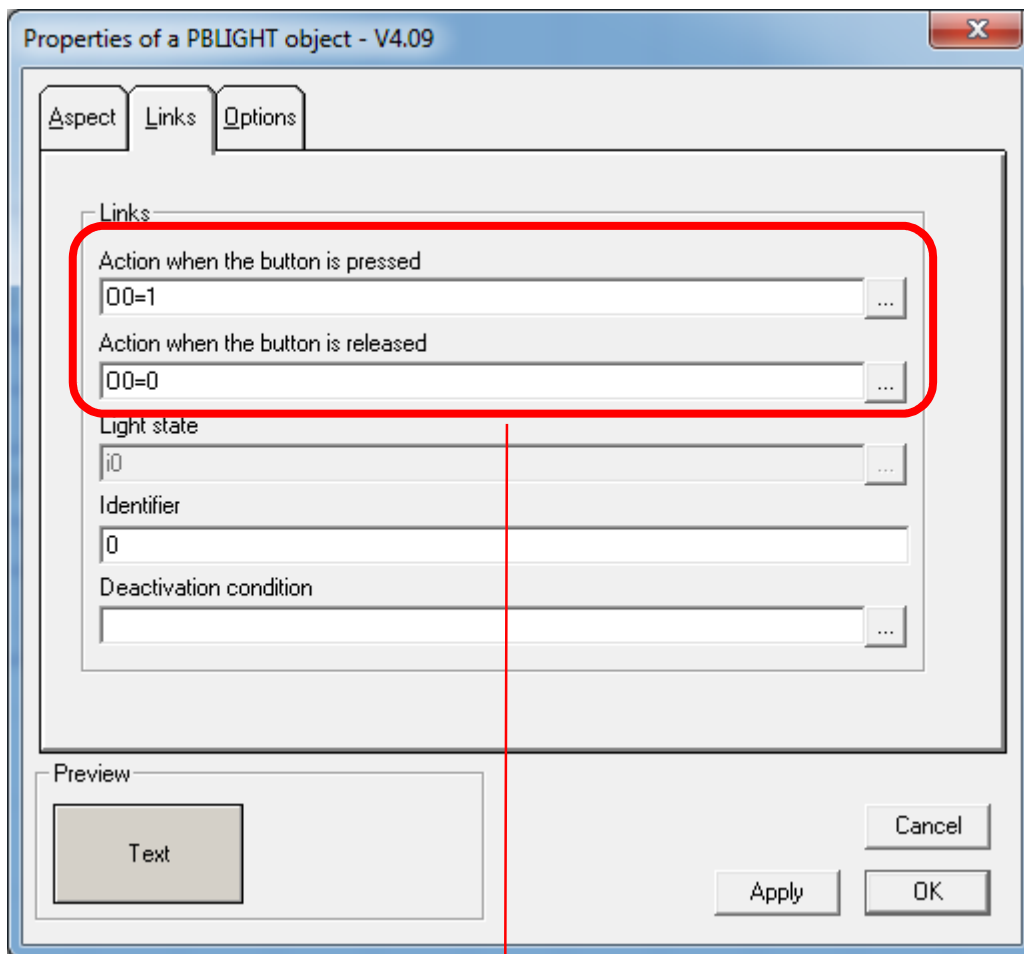 Properties of a PBLIGHT object - V4.09
Aspect Links Options
Links
Action when the button is pressed
O0=1
...
Action when the button is released
O0=0
...
Light state
i0
...
Identifier
0
Deactivation condition
...
Preview
Text
Cancel
Apply OK